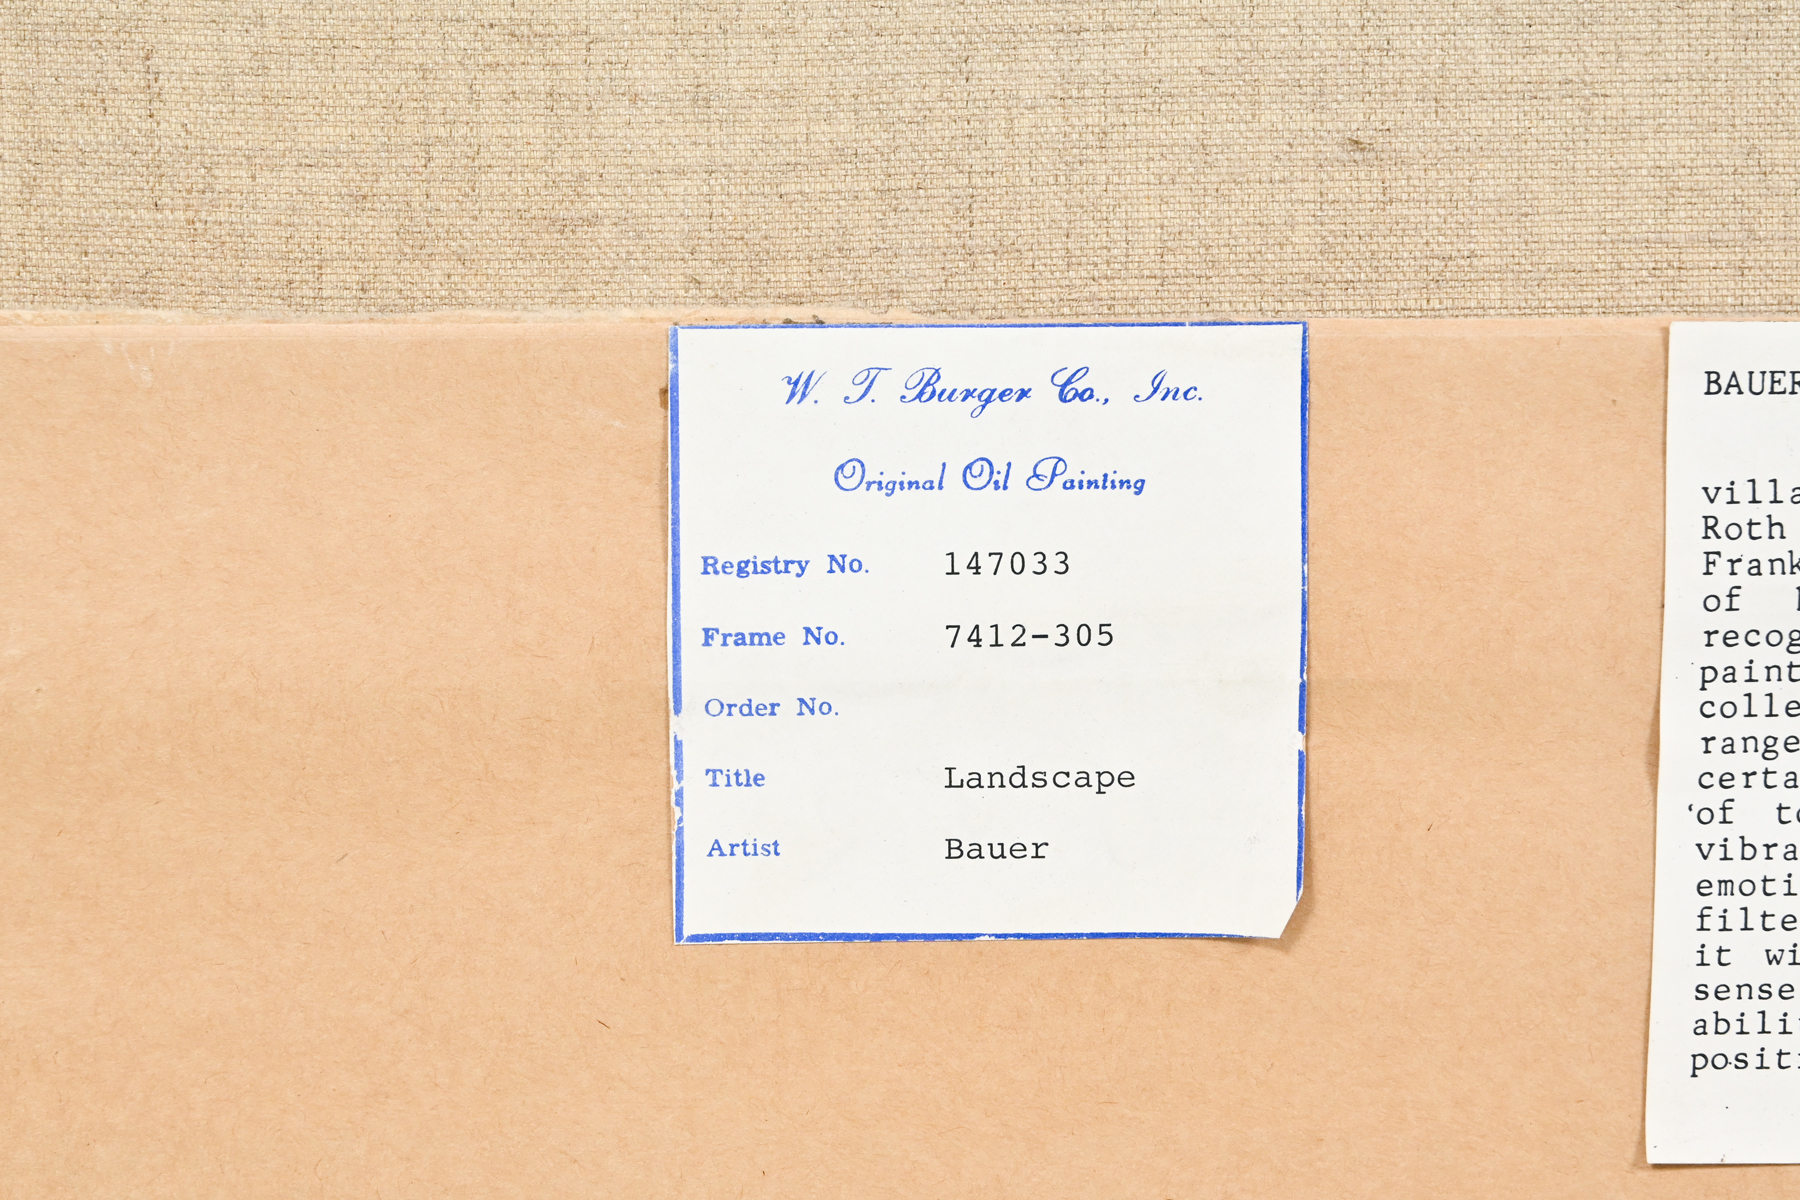 W. T. Burger Co., Inc.
Original Oil Painting
Registry No. 147033
Frame No. 7412-305
Order No.
Title Landscape
Artist Bauer
BAUER
villa
Roth
Frank
of
recog
paint
colle
range
certa
of to
vibra
emoti
filte
it wi
sense
abili
positi